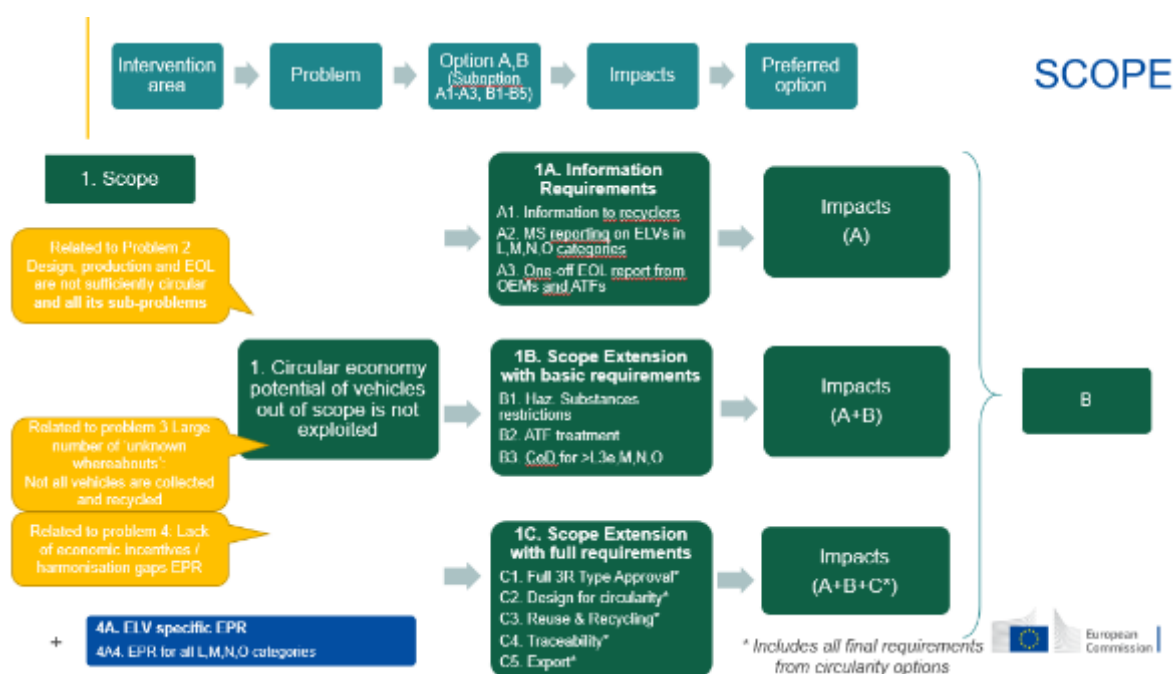 Intervention
area
Problem
Option A,B
(Suboption
A1-A3, B1-B5)
Impacts
Preferred
option
SCOPE
1. Scope
Related to Problem 2
Design, production and EOL
are not sufficiently circular
and all its sub-problems
1. Circular economy
potential of vehicles
out of scope is not
exploited
Related to problem 3 Large
number of 'unknown
whereabouts':
Not all vehicles are collected
and recycled
Related to problem 4: Lack
of economic incentives /
harmonisation gaps EPR
+
4A. ELV specific EPR
4A4. EPR for all L,M,N,O categories
1A. Information
Requirements
A1. Information to recyclers
A2. MS reporting on ELVs in
L,M,N,O categories
A3. One-off EOL report from
OEMs and ATFs
Impacts
(A)
1B. Scope Extension
with basic requirements
B1. Haz. Substances
restrictions
B2. ATF treatment
B3. CoD for >L3e,M,N,O
Impacts
(A+B)
B
1C. Scope Extension
with full requirements
C1. Full 3R Type Approval*
C2. Design for circularity*
C3. Reuse & Recycling*
C4. Traceability*
C5. Export*
Impacts
(A+B+C*)
* Includes all final requirements
from circularity options
European
Commission